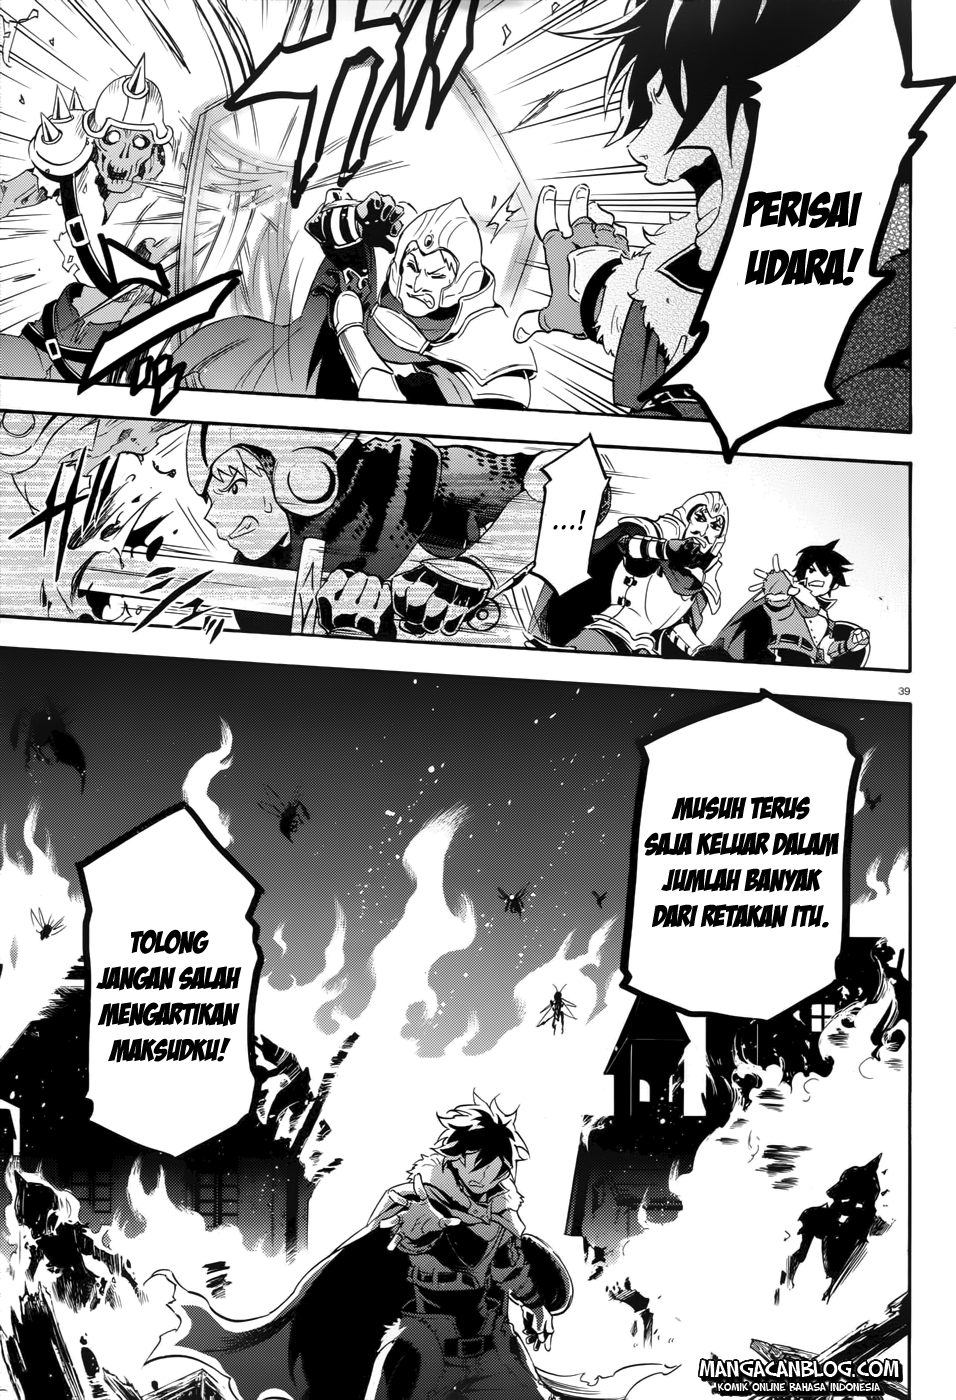 PERISAI
UDARA!
...!
39
MUSUH TERUS
SAJA KELUAR DALAM
JUMLAH BANYAK
DARI RETAKAN ITU.
TOLONG
JANGAN SALAH
MENGARTIKAN
MAKSUDKU!
MANGACANBLOG.COM
KOMIK ONLINE BAHASA INDONESIA